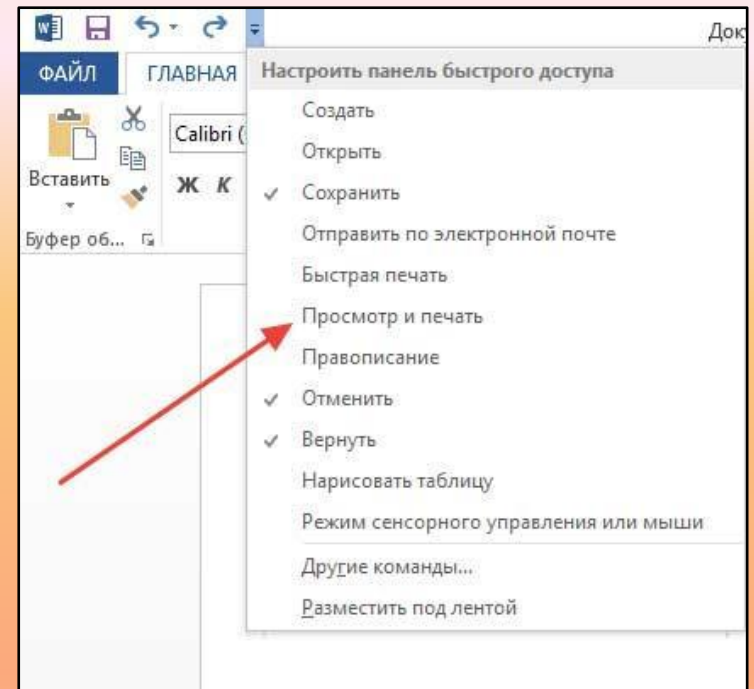 Док
ФАЙЛ ГЛАВНАЯ
Calibri (
Вставить
Ж К
Буфер об...
Настроить панель быстрого доступа
Создать
Открыть
Сохранить
Отправить по электронной почте
Быстрая печать
Просмотр и печать
Правописание
Отменить
Вернуть
Нарисовать таблицу
Режим сенсорного управления или мыши
Другие команды...
Разместить под лентой